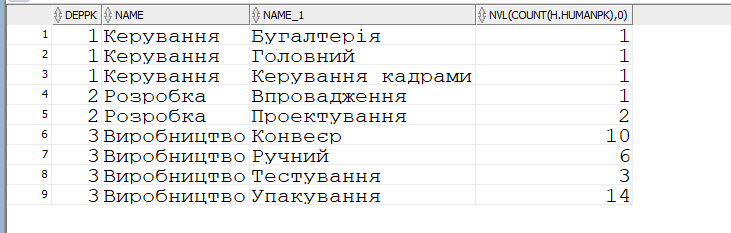 DEPPK NAME NAME_1 NVL(COUNT(H.HUMANPK),0)
1 1 Керування Бугалтерія 1
2 1 Керування Головний 1
3 1 Керування Керування кадрами 1
4 2 Розробка Впровадження 1
5 2 Розробка Проектування 2
6 3 Виробництво Конвеєр 10
7 3 Виробництво Ручний 6
8 3 Виробництво Тестування 3
9 3 Виробництво Упакування 14